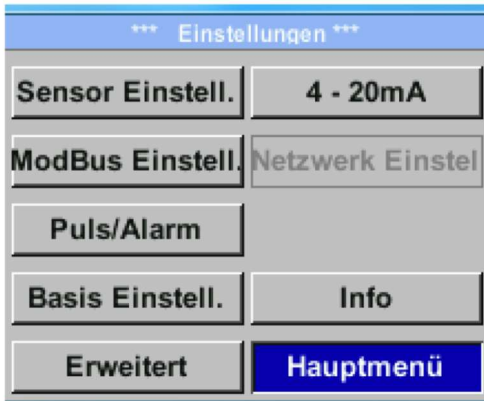 *** Einstellungen ***
Sensor Einstell.
4 - 20mA
ModBus Einstell.
Netzwerk Einstel
Puls/Alarm
Basis Einstell.
Info
Erweitert
Hauptmenü